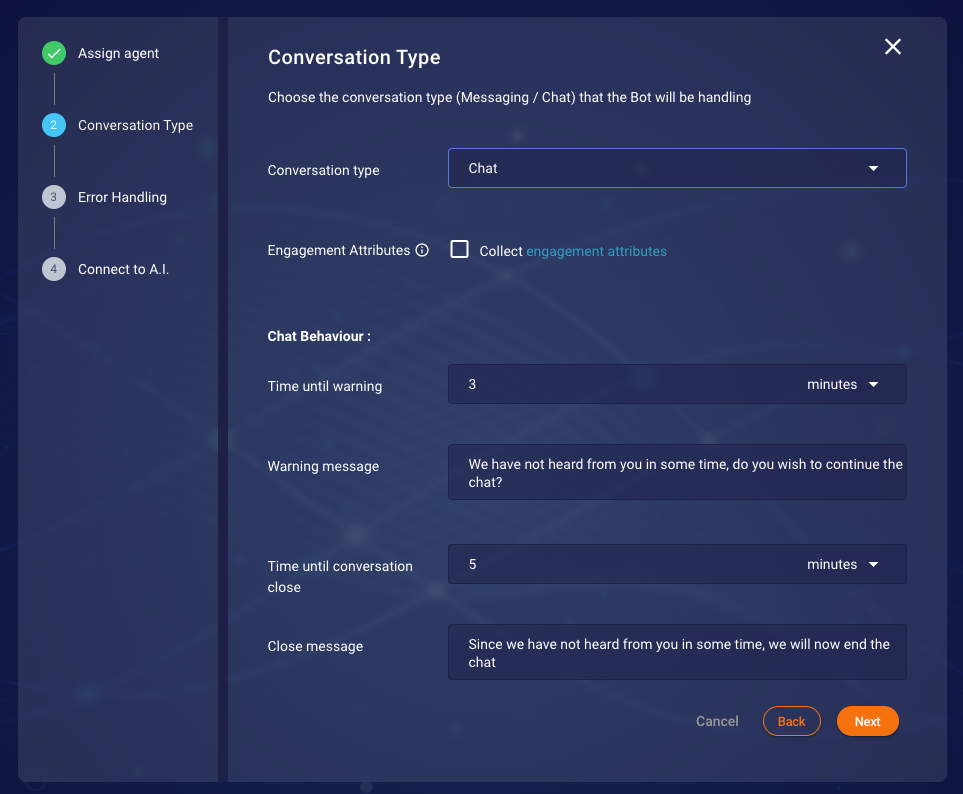 Assign agent
2 Conversation Type
3 Error Handling
4 Connect to A.I.
Conversation Type
Choose the conversation type (Messaging / Chat) that the Bot will be handling
Conversation type
Chat
Engagement Attributes
Collect engagement attributes
Chat Behaviour :
Time until warning
3 minutes
Warning message
We have not heard from you in some time, do you wish to continue the
chat?
Time until conversation
close
5 minutes
Close message
Since we have not heard from you in some time, we will now end the
chat
Cancel
Back
Next